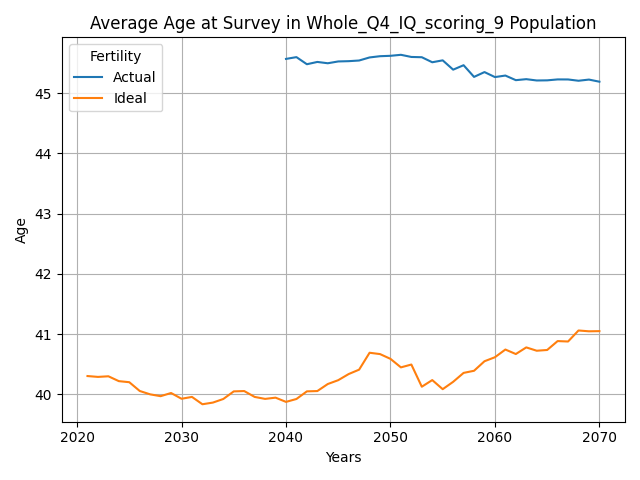 Average Age at Survey in Whole_Q4_IQ_scoring_9 Population
Fertility
Actual
Ideal
45
44
43
42
41
40
Age
2020 2030 2040 2050 2060 2070
Years